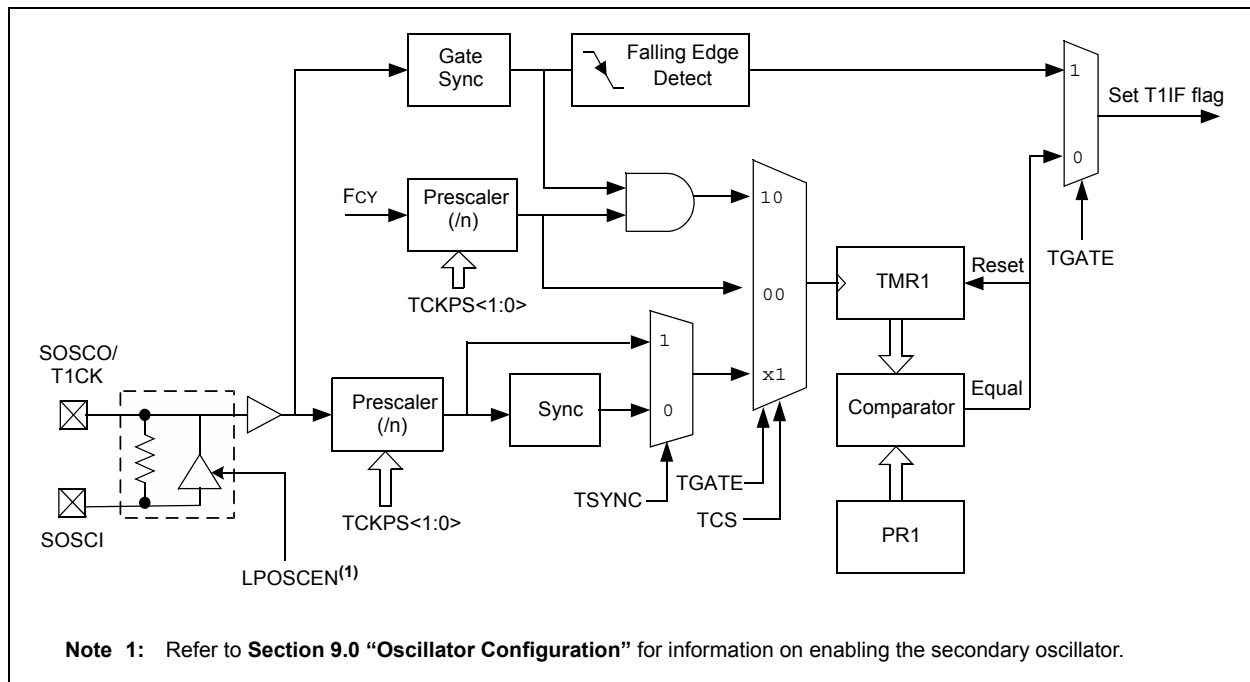 Gate
Sync
Falling Edge
Detect
1
Set T1IF flag
0
FCY
Prescaler
(/n)
10
TGATE
TCKPS<1:0>
00
TMR1
Reset
SOSCO/
T1CK
1
x1
Prescaler
(/n)
Sync
0
Comparator
Equal
TGATE
TSYNC
TCS
SOSCI
TCKPS<1:0>
PR1
LPOSCEN(1)
Note 1: Refer to Section 9.0 “Oscillator Configuration” for information on enabling the secondary oscillator.